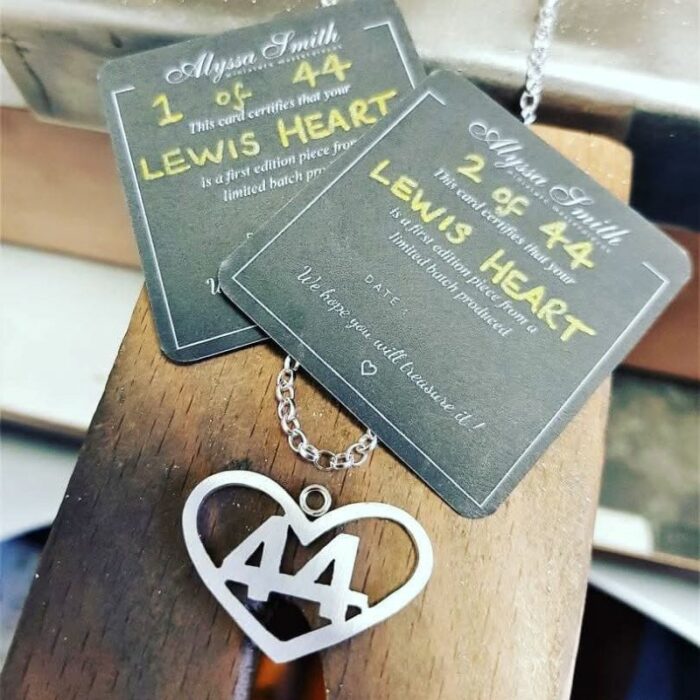 Alyssa Smith
MINIATURE MASTERPIECES
1 of 44
This card certifies that your
LEWIS HEART
is a first edition piece from
limited batch
Alyssa Smith
2 of 44
This card certifies that your
LEWIS HEART
is a first edition piece from a
limited batch produced
DATE:
We hope you will treasure it!
44